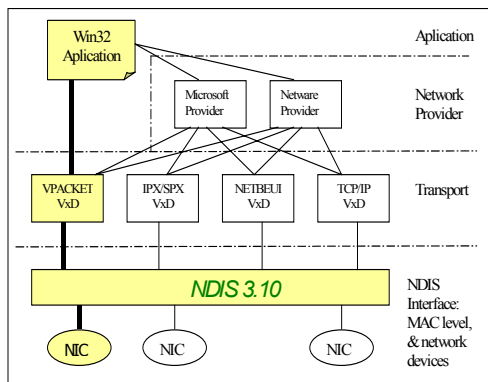 Win32
Aplication
Aplication
Microsoft
Provider
Netware
Provider
Network
Provider
VPACKET
VxD
IPX/SPX
VxD
NETBEUI
VxD
TCP/IP
VxD
Transport
NDIS 3.10
NDIS
Interface:
MAC level,
& network
devices
NIC
NIC
NIC